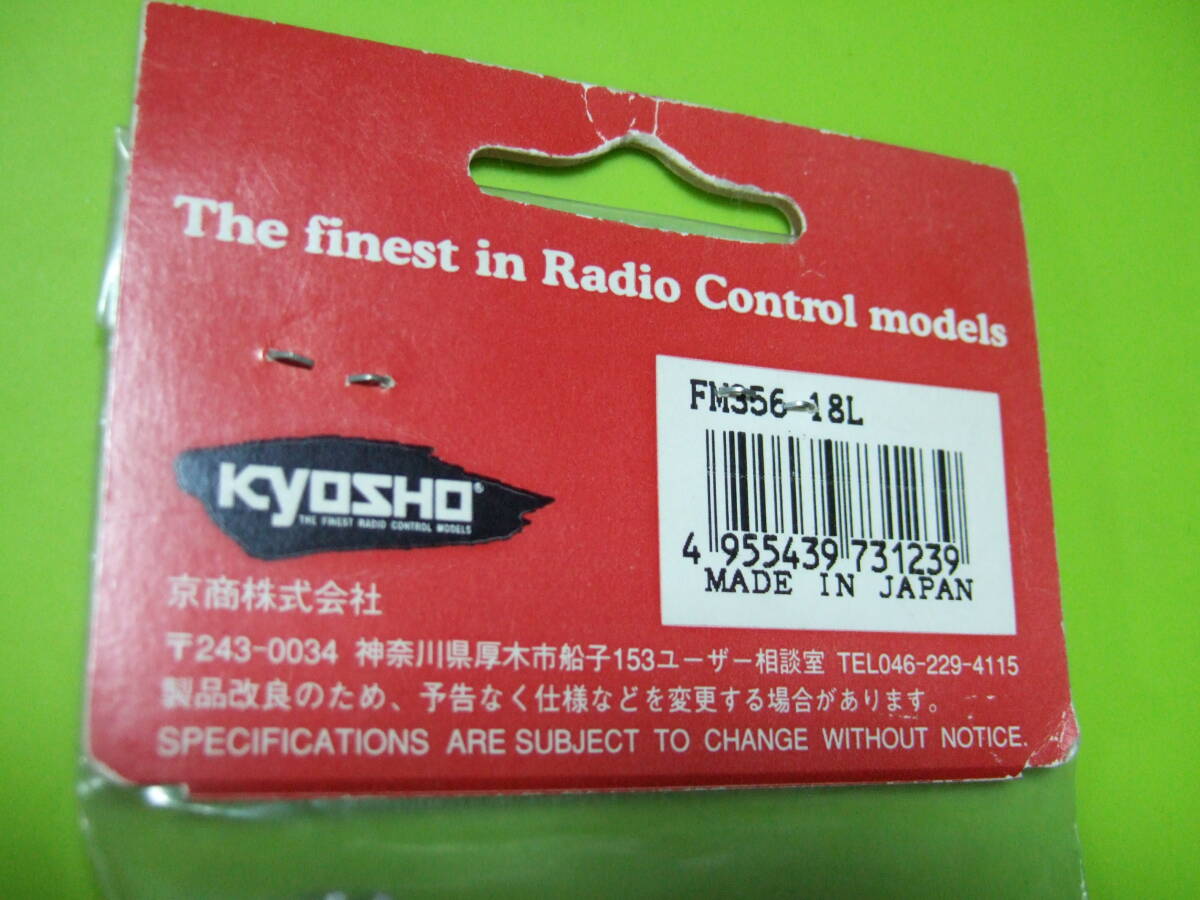 The finest in Radio Control models
FM356-18L
4 955439 731239
MADE IN JAPAN
KYOSHO®
THE FINEST RADIO CONTROL MODELS
京商株式会社
〒243-0034 神奈川県厚木市船子153ユーザー相談室 TEL046-229-4115
製品改良のため、予告なく仕様などを変更する場合があります。
SPECIFICATIONS ARE SUBJECT TO CHANGE WITHOUT NOTICE.